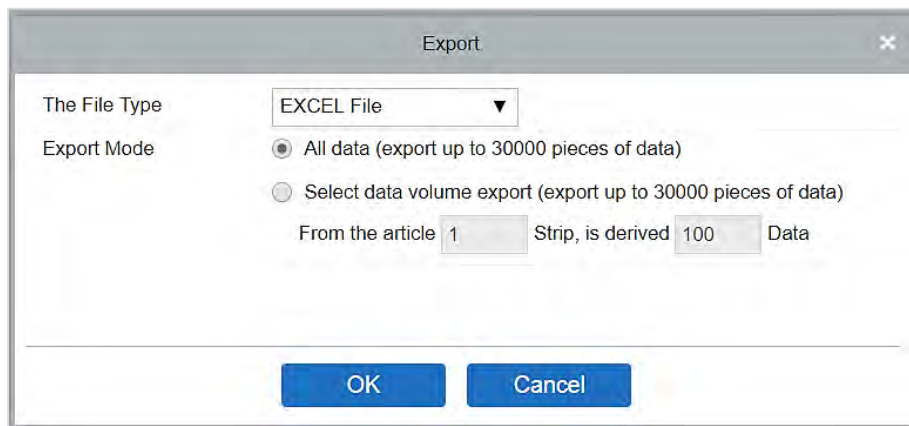 Export
The File Type EXCEL File
Export Mode All data (export up to 30000 pieces of data)
Select data volume export (export up to 30000 pieces of data)
From the article 1 Strip, is derived 100 Data
OK Cancel